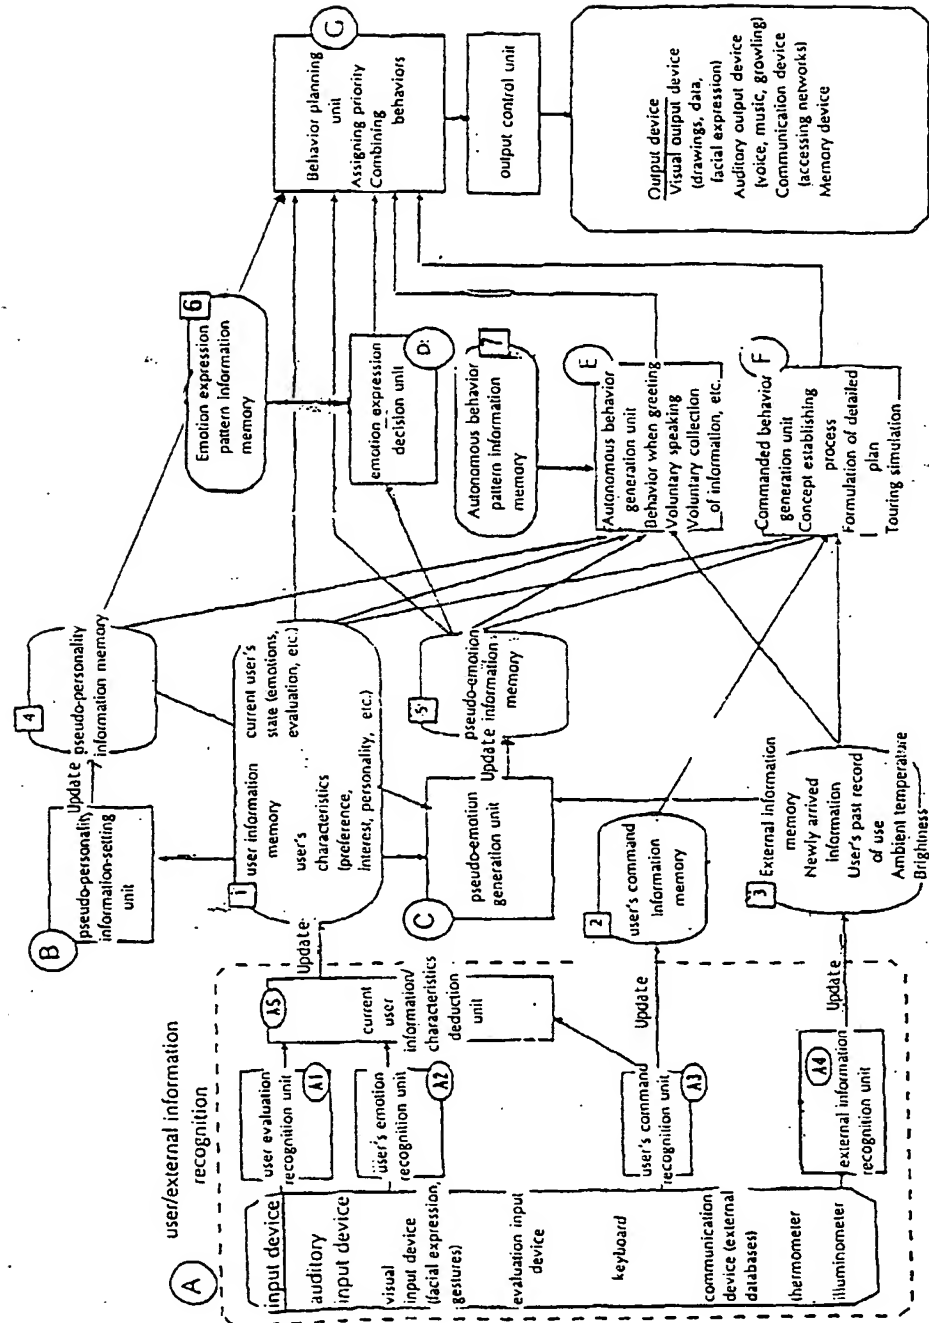 A
user/external information
recognition
input device
auditory
input device
visual
input device
(facial expression,
gestures)
evaluation input
device
keyboard
communication
device (external
databases)
thermometer
illuminometer
user evaluation
recognition unit
A1
user's emotion
recognition unit
A2
user's command
recognition unit
A3
external information
recognition unit
A4
A5
current
user
information/
characteristics
deduction
unit
Update
Update
Update
B
pseudo-personality
information-setting
unit
Update
4
pseudo-personality
information memory
1
user information
memory
user's
characteristics
(preference,
interest, personality, etc.)
current user's
state (emotions,
evaluation, etc.)
C
pseudo-emotion
generation unit
Update
5
pseudo-emotion
information
memory
2
user's command
information
memory
3
External information
memory
Newly arrived
information
User's past record
of use
Ambient temperature
Brightness
6
Emotion expression
pattern information
memory
D
emotion expression
decision unit
7
Autonomous behavior
pattern information
memory
E
Autonomous behavior
generation unit
Behavior when greeting
Voluntary speaking
Voluntary collection
of information, etc.
F
Commanded behavior
generation unit
Concept establishing
process
Formulation of detailed
plan
Touring simulation
G
Behavior planning
unit
Assigning priority
Combining
behaviors
output control unit
Output device
Visual output device
(drawings, data,
facial expression)
Auditory output device
(voice, music, growling)
Communication device
(accessing networks)
Memory device